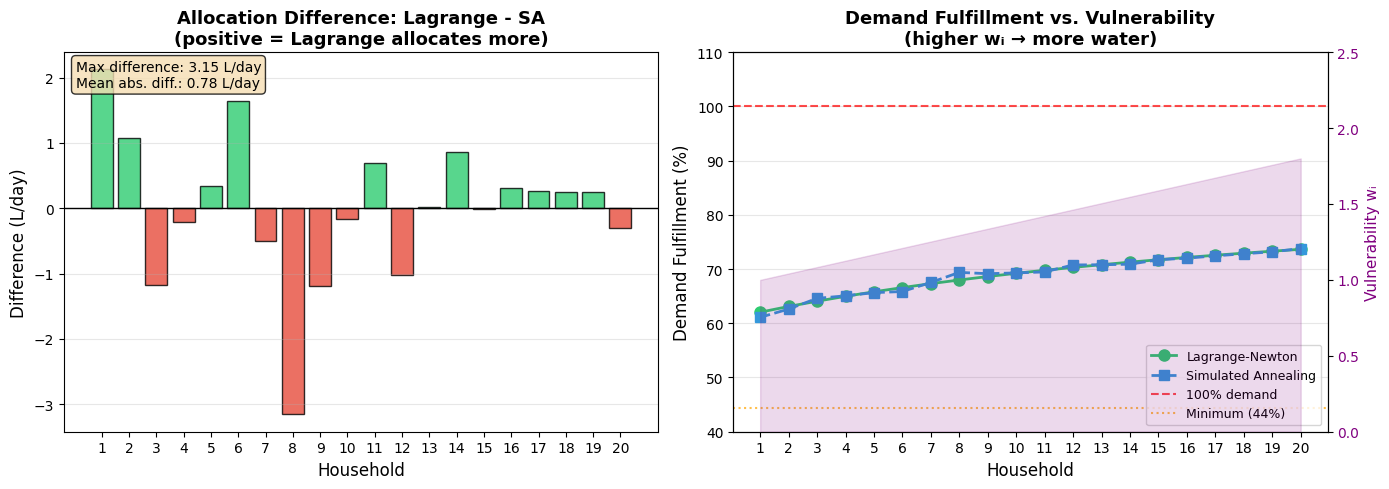 Allocation Difference: Lagrange - SA
(positive = Lagrange allocates more)
Max difference: 3.15 L/day
Mean abs. diff.: 0.78 L/day
Difference (L/day)
2
1
0
−1
−2
−3
1 2 3 4 5 6 7 8 9 10 11 12 13 14 15 16 17 18 19 20
Household
Demand Fulfillment vs. Vulnerability
(higher wᵢ → more water)
Demand Fulfillment (%)
110
100
90
80
70
60
50
40
1 2 3 4 5 6 7 8 9 10 11 12 13 14 15 16 17 18 19 20
Household
Lagrange-Newton
Simulated Annealing
100% demand
Minimum (44%)
2.5
2.0
1.5
1.0
0.5
0.0
Vulnerability wᵢ